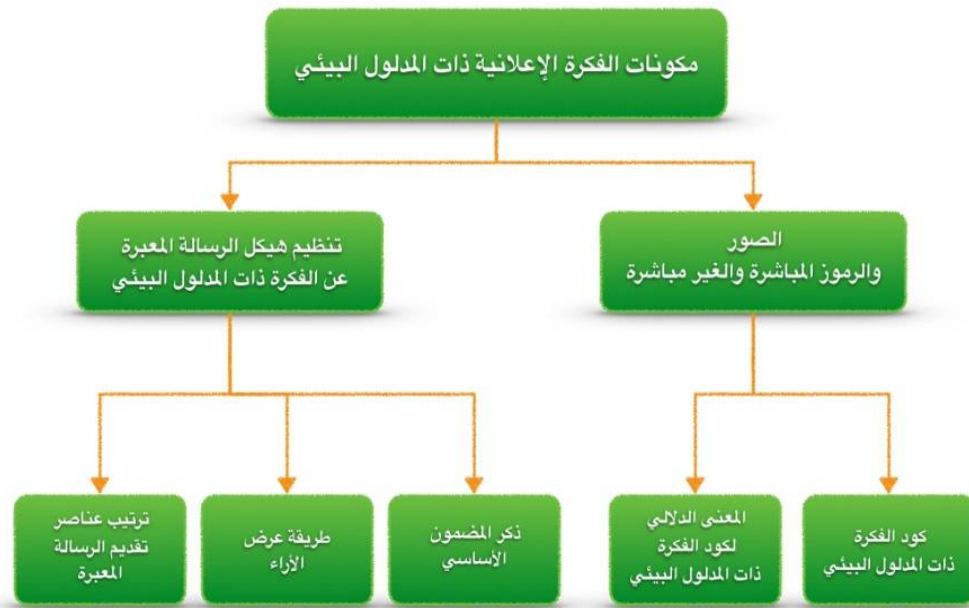 مكونات الفكرة الإعلانية ذات المدلول البيئي
الصور
والرموز المباشرة والغير مباشرة
تنظيم هيكل الرسالة المعبرة
عن الفكرة ذات المدلول البيئي
كود الفكرة
ذات المدلول البيئي
المعنى الدلالي
لكود الفكرة
ذات المدلول البيئي
ذكر المضمون
الأساسي
طريقة عرض
الأراء
ترتيب عناصر
تقديم الرسالة
المعبرة